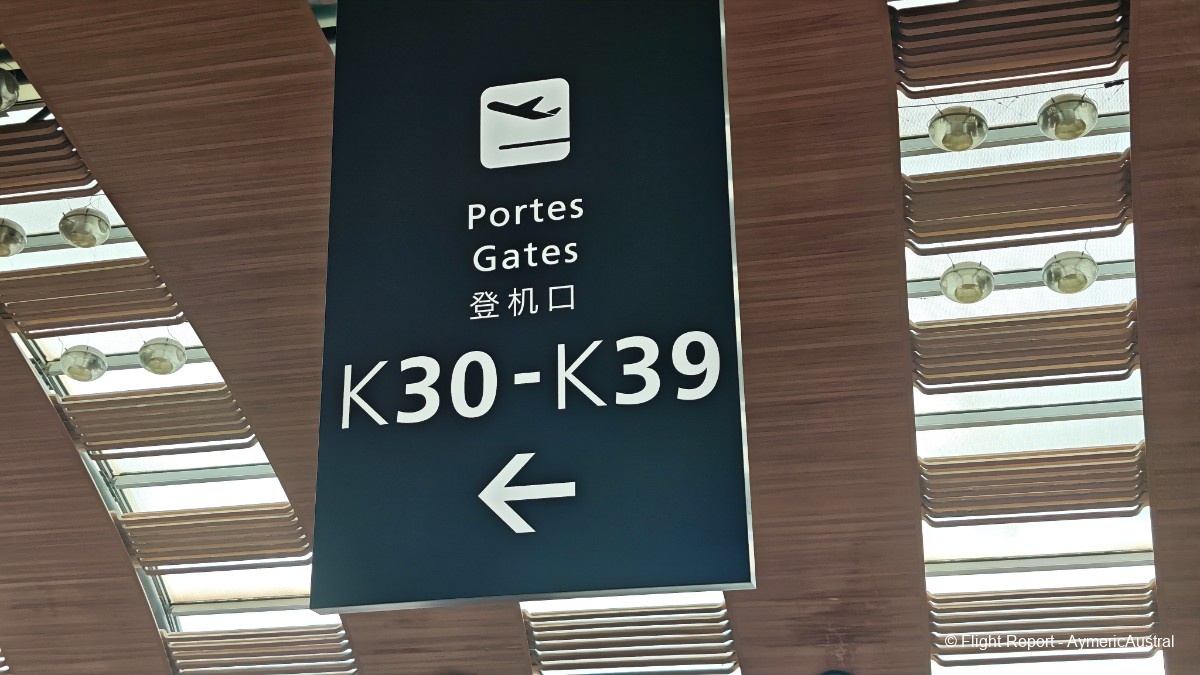 Portes
Gates
登机口
K30-K39
© Flight Report - AymericAustral